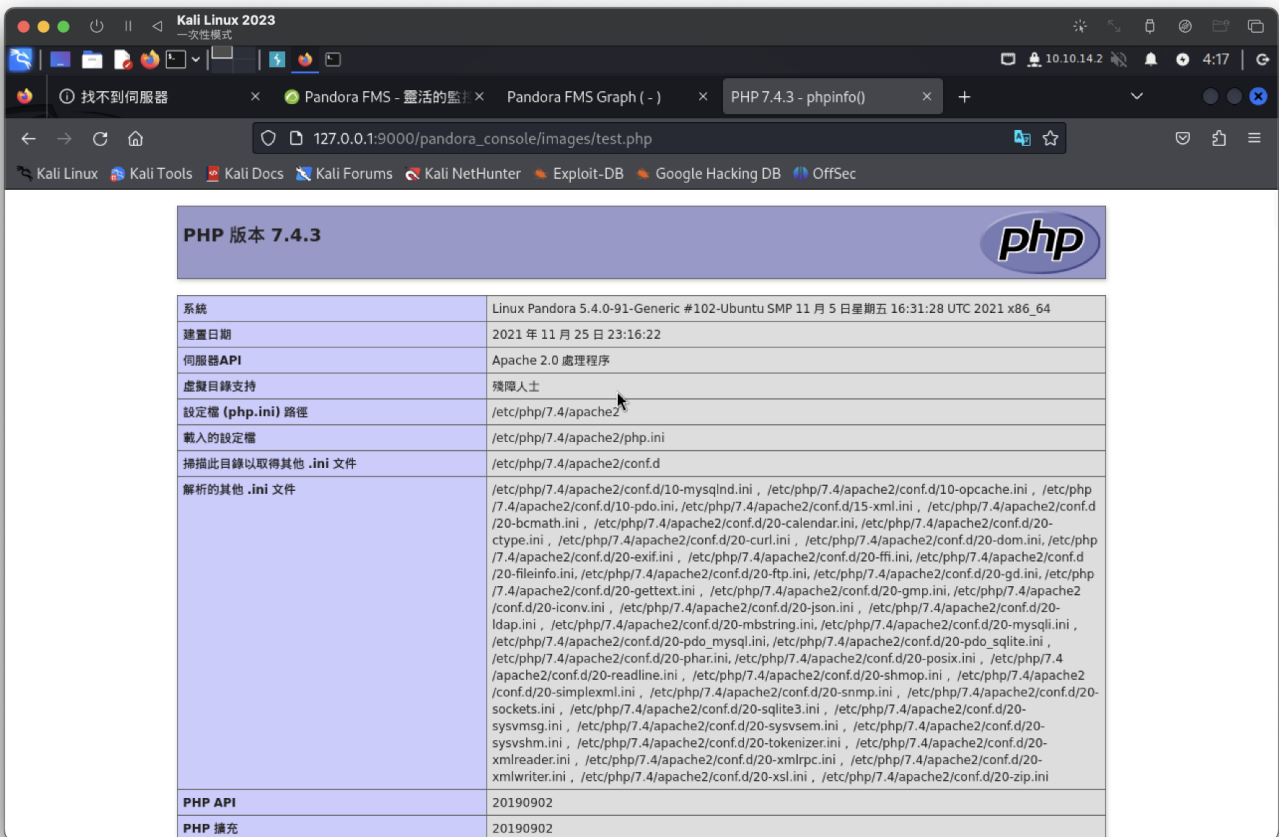 Kali Linux 2023
一次性模式
10.10.14.2
4:17
找不到伺服器
Pandora FMS - 靈活的監
Pandora FMS Graph ( - )
PHP 7.4.3 - phpinfo()
127.0.0.1:9000/pandora_console/images/test.php
Kali Linux
Kali Tools
Kali Docs
Kali Forums
Kali NetHunter
Exploit-DB
Google Hacking DB
OffSec
PHP 版本 7.4.3
php
系統
Linux Pandora 5.4.0-91-Generic #102-Ubuntu SMP 11 月 5 日星期五 16:31:28 UTC 2021 x86_64
建置日期
2021 年 11 月 25 日 23:16:22
伺服器API
Apache 2.0 處理程序
虛擬目錄支持
殘障人士
設定檔 (php.ini) 路徑
/etc/php/7.4/apache2
載入的設定檔
/etc/php/7.4/apache2/php.ini
掃描此目錄以取得其他 .ini 文件
/etc/php/7.4/apache2/conf.d
解析的其他 .ini 文件
/etc/php/7.4/apache2/conf.d/10-mysqlnd.ini , /etc/php/7.4/apache2/conf.d/10-opcache.ini , /etc/php
/7.4/apache2/conf.d/10-pdo.ini, /etc/php/7.4/apache2/conf.d/15-xml.ini, /etc/php/7.4/apache2/conf.d
/20-bcmath.ini , /etc/php/7.4/apache2/conf.d/20-calendar.ini, /etc/php/7.4/apache2/conf.d/20-
ctype.ini , /etc/php/7.4/apache2/conf.d/20-curl.ini , /etc/php/7.4/apache2/conf.d/20-dom.ini, /etc/php
/7.4/apache2/conf.d/20-exif.ini , /etc/php/7.4/apache2/conf.d/20-ffi.ini, /etc/php/7.4/apache2/conf.d
/20-fileinfo.ini, /etc/php/7.4/apache2/conf.d/20-ftp.ini, /etc/php/7.4/apache2/conf.d/20-gd.ini, /etc/php
/7.4/apache2/conf.d/20-gettext.ini , /etc/php/7.4/apache2/conf.d/20-gmp.ini, /etc/php/7.4/apache2
/conf.d/20-iconv.ini , /etc/php/7.4/apache2/conf.d/20-json.ini , /etc/php/7.4/apache2/conf.d/20-
ldap.ini , /etc/php/7.4/apache2/conf.d/20-mbstring.ini, /etc/php/7.4/apache2/conf.d/20-mysqli.ini ,
/etc/php/7.4/apache2/conf.d/20-pdo_mysql.ini, /etc/php/7.4/apache2/conf.d/20-pdo_sqlite.ini ,
/etc/php/7.4/apache2/conf.d/20-phar.ini, /etc/php/7.4/apache2/conf.d/20-posix.ini , /etc/php/7.4
/apache2/conf.d/20-readline.ini , /etc/php/7.4/apache2/conf.d/20-shmop.ini , /etc/php/7.4/apache2
/conf.d/20-simplexml.ini , /etc/php/7.4/apache2/conf.d/20-snmp.ini , /etc/php/7.4/apache2/conf.d/20-
sockets.ini , /etc/php/7.4/apache2/conf.d/20-sqlite3.ini , /etc/php/7.4/apache2/conf.d/20-
sysvmsg.ini , /etc/php/7.4/apache2/conf.d/20-sysvsem.ini , /etc/php/7.4/apache2/conf.d/20-
sysvshm.ini , /etc/php/7.4/apache2/conf.d/20-tokenizer.ini , /etc/php/7.4/apache2/conf.d/20-
xmlreader.ini , /etc/php/7.4/apache2/conf.d/20-xmlrpc.ini , /etc/php/7.4/apache2/conf.d/20-
xmlwriter.ini , /etc/php/7.4/apache2/conf.d/20-xsl.ini , /etc/php/7.4/apache2/conf.d/20-zip.ini
PHP API
20190902
PHP 擴充
20190902